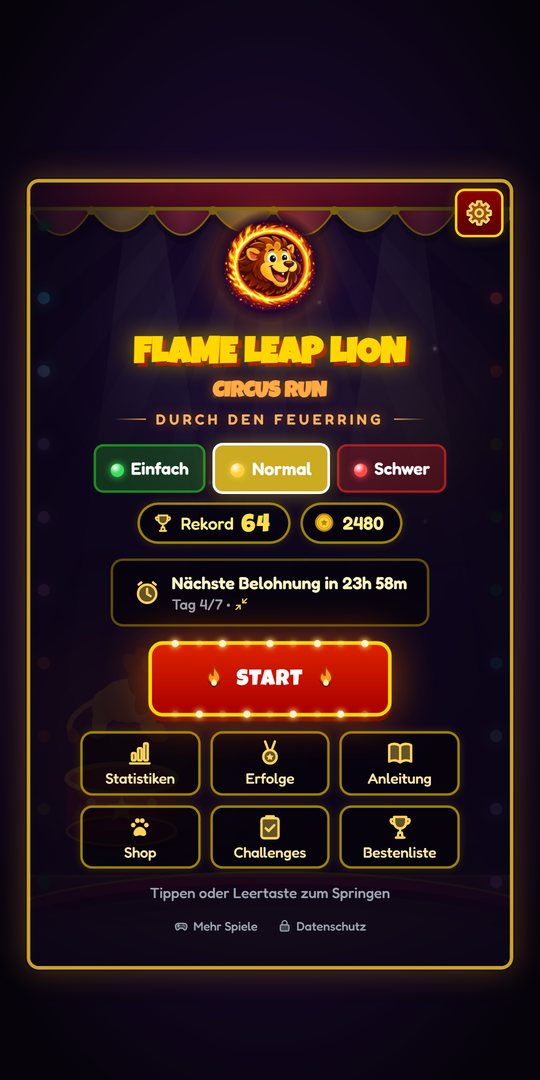 FLAME LEAP LION
CIRCUS RUN
DURCH DEN FEUERRING
Einfach Normal Schwer
Rekord 64 2480
Nächste Belohnung in 23h 58m
Tag 4/7 •
START
Statistiken Erfolge Anleitung
Shop Challenges Bestenliste
Tippen oder Leertaste zum Springen
Mehr Spiele Datenschutz